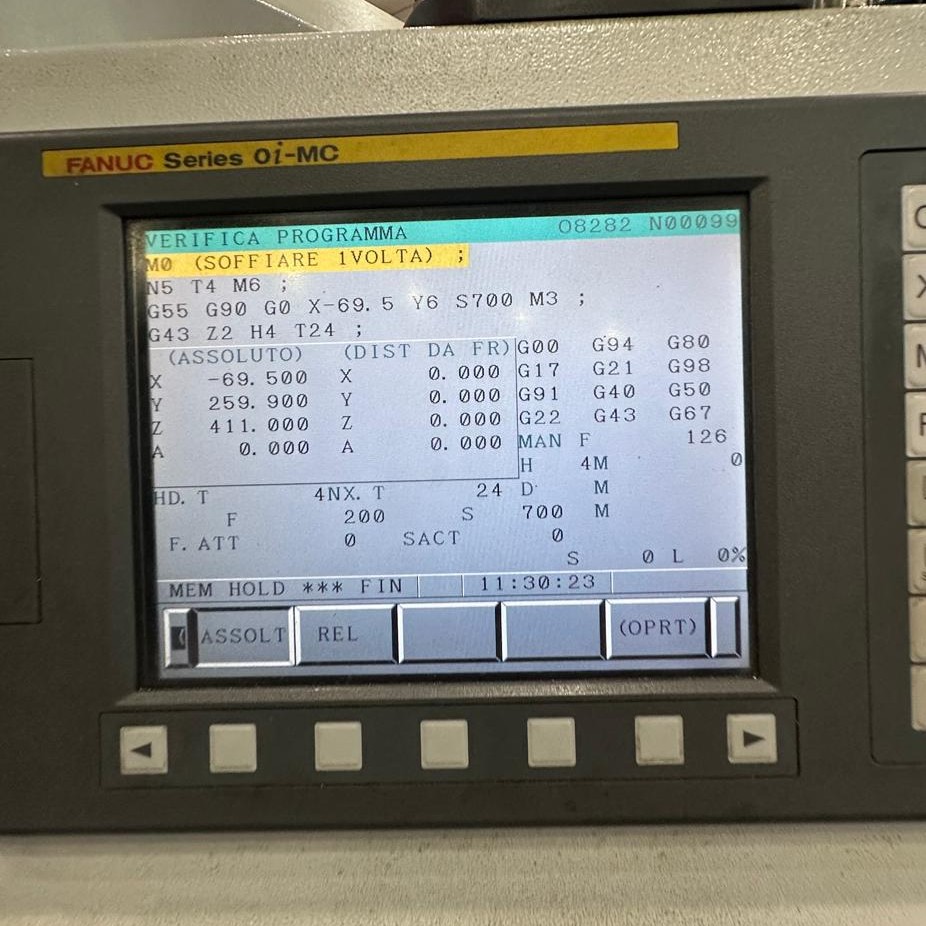 FANUC Series 0i-MC
VERIFICA PROGRAMMA O8282 N00099
M0 (SOFFIARE 1VOLTA) ;
N5 T4 M6 ;
G55 G90 G0 X-69.5 Y6 S700 M3 ;
G43 Z2 H4 T24 ;
(ASSOLUTO) (DIST DA FR) G00 G94 G80
X -69.500 X 0.000 G17 G21 G98
Y 259.900 Y 0.000 G91 G40 G50
Z 411.000 Z 0.000 G22 G43 G67
A 0.000 A 0.000 MAN F 126
H 4M 0
HD.T 4NX.T 24 D M
F 200 S 700 M
F.ATT 0 SACT 0
S 0 L 0%
MEM HOLD *** FIN 11:30:23
( ASSOLT REL (OPRT)